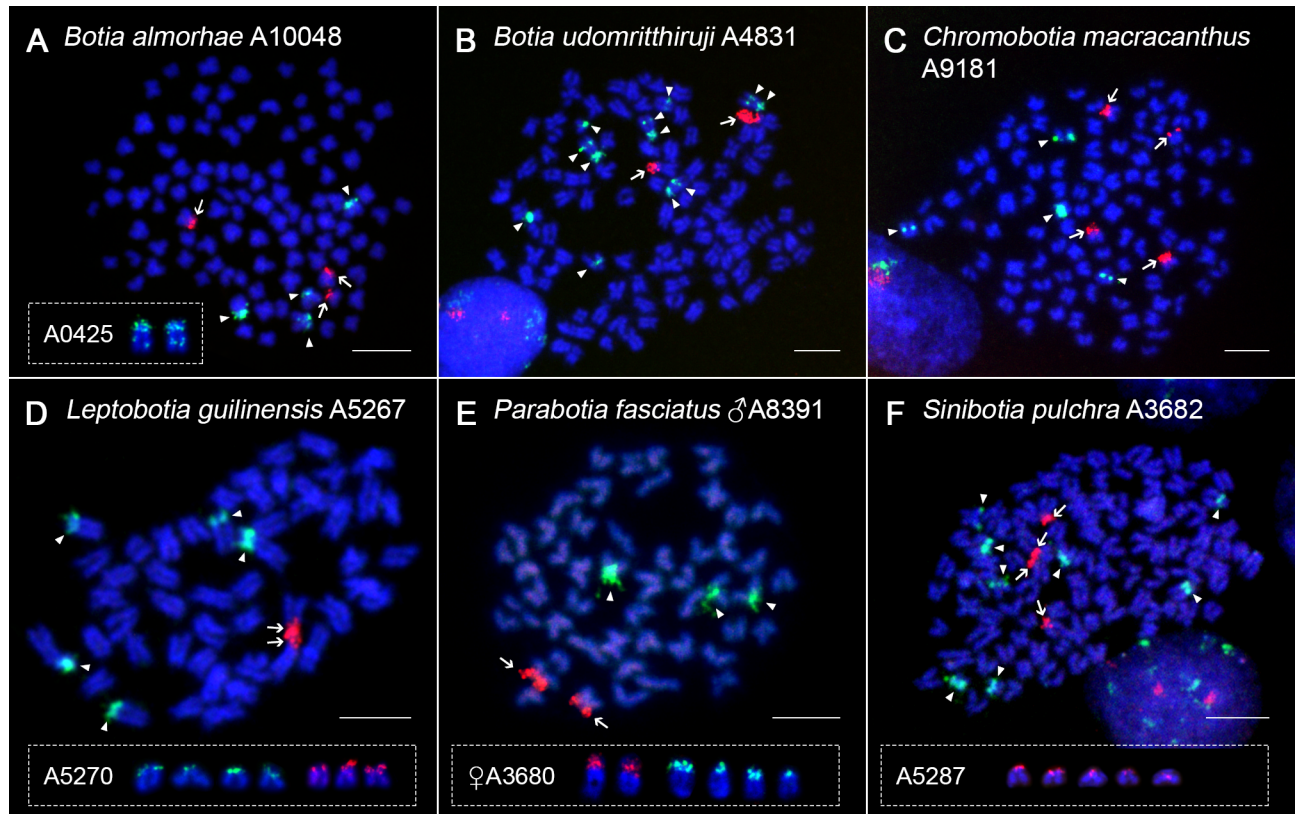 A Botia almorhae A10048
B Botia udomritthiruji A4831
C Chromobotia macracanthus
A9181
A0425
D Leptobotia guilinensis A5267
E Parabotia fasciatus ♂A8391
F Sinibotia pulchra A3682
A5270
♀A3680
A5287